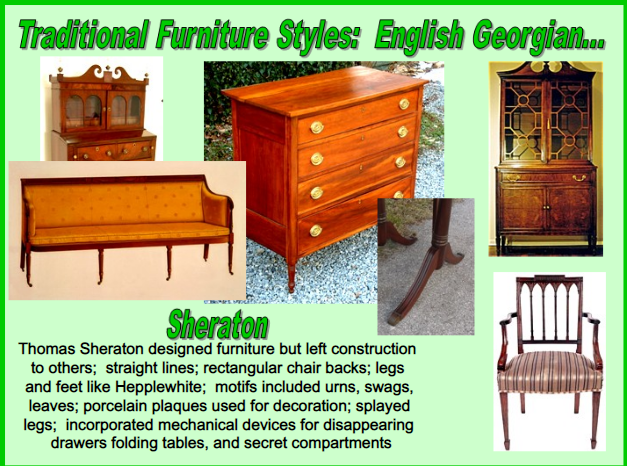 Traditional Furniture Styles:  English Georgian...
Sheraton
Thomas Sheraton designed furniture but left construction
to others;  straight lines; rectangular chair backs; legs
and feet like Hepplewhite;  motifs included urns, swags,
leaves; porcelain plaques used for decoration; splayed
legs;  incorporated mechanical devices for disappearing
drawers folding tables, and secret compartments